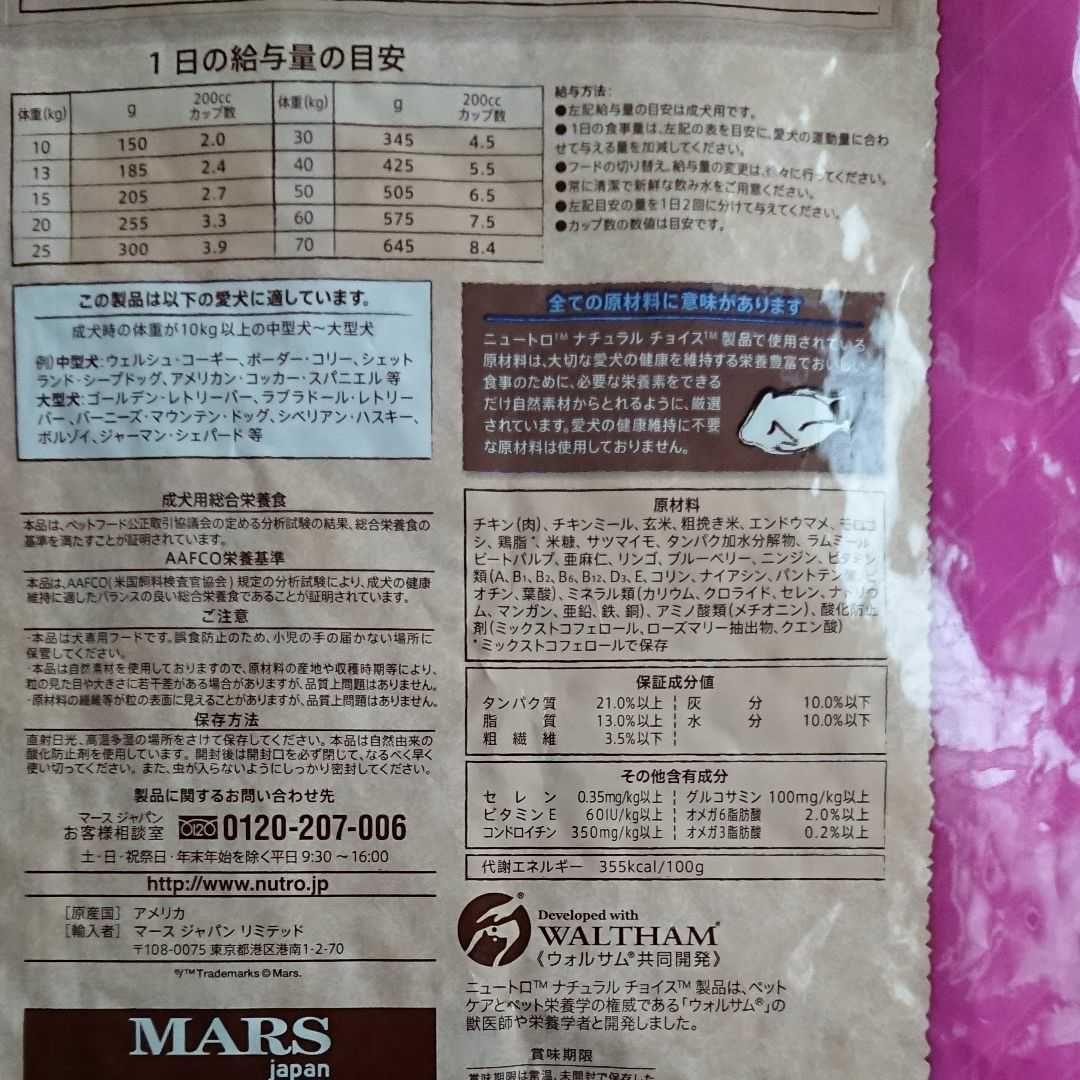 1日の給与量の目安
体重(kg) g 200cc カップ数 体重(kg) g 200cc カップ数
10 150 2.0 30 345 4.5
13 185 2.4 40 425 5.5
15 205 2.7 50 505 6.5
20 255 3.3 60 575 7.5
25 300 3.9 70 645 8.4
給与方法:
●左記給与量の目安は成犬用です。
●1日の食事量は、左記の表を目安に、愛犬の運動量に合わ
せて与える量を加減してください。
●フードの切り替え、給与量の変更は、徐々に行ってください。
●常に清潔で新鮮な飲み水をご用意ください。
●左記目安の量を1日2回に分けて与えてください。
●カップ数の数値は目安です。
この製品は以下の愛犬に適しています。
成犬時の体重が10kg以上の中型犬〜大型犬
例)中型犬:ウェルシュ・コーギー、ボーダー・コリー、シェット
ランド・シープドッグ、アメリカン・コッカー・スパニエル 等
大型犬:ゴールデン・レトリーバー、ラブラドール・レトリー
バー、バーニーズ・マウンテン・ドッグ、シベリアン・ハスキー、
ボルゾイ、ジャーマン・シェパード 等
全ての原材料に意味があります
ニュートロ™ ナチュラル チョイス™ 製品で使用されている
原材料は、大切な愛犬の健康を維持する栄養豊富でおいしい
食事のために、必要な栄養素をできる
だけ自然素材からとれるように、厳選
されています。愛犬の健康維持に不要
な原材料は使用しておりません。
成犬用総合栄養食
本品は、ペットフード公正取引協議会の定める分析試験の結果、総合栄養食の
基準を満たすことが証明されています。
AAFCO栄養基準
本品は、AAFCO(米国飼料検査官協会)規定の分析試験により、成犬の健康
維持に適したバランスの良い総合栄養食であることが証明されています。
ご注意
・本品は犬専用フードです。誤食防止のため、小児の手の届かない場所に
保管してください。
・本品は自然素材を使用しておりますので、原材料の産地や収穫時期等により、
粒の見た目や大きさに若干差がある場合がありますが、品質上問題はありません。
・原材料の繊維等が粒の表面に見えることがありますが、品質上問題はありません。
保存方法
直射日光、高温多湿の場所をさけて保存してください。本品は自然由来の
酸化防止剤を使用しています。開封後は開封口を必ず閉じて、なるべく早く
使い切ってください。また、虫が入らないようにしっかり密封してください。
製品に関するお問い合わせ先
マース ジャパン
お客様相談室 0120 0120-207-006
土・日・祝祭日・年末年始を除く平日 9:30 〜 16:00
http://www.nutro.jp
[原産国] アメリカ
[輸入者] マース ジャパン リミテッド
〒108-0075 東京都港区港南1-2-70
®/™Trademarks © Mars.
MARS
japan
原材料
チキン(肉)、チキンミール、玄米、粗挽き米、エンドウマメ、モロコ
シ、鶏脂*、米糠、サツマイモ、タンパク加水分解物、ラムミール
ビートパルプ、亜麻仁、リンゴ、ブルーベリー、ニンジン、ビタミン
類(A、B1、B2、B6、B12、D3、E、コリン、ナイアシン、パントテン酸、ビ
オチン、葉酸)、ミネラル類(カリウム、クロライド、セレン、ナトリウ
ム、マンガン、亜鉛、鉄、銅)、アミノ酸類(メチオニン)、酸化防止
剤(ミックストコフェロール、ローズマリー抽出物、クエン酸)
*ミックストコフェロールで保存
保証成分値
タンパク質 21.0%以上 灰分 10.0%以下
脂質 13.0%以上 水分 10.0%以下
粗繊維 3.5%以下
その他含有成分
セレン 0.35mg/kg以上 グルコサミン 100mg/kg以上
ビタミンE 60IU/kg以上 オメガ6脂肪酸 2.0%以上
コンドロイチン 350mg/kg以上 オメガ3脂肪酸 0.2%以上
代謝エネルギー 355kcal/100g
Developed with
WALTHAM®
《ウォルサム®共同開発》
ニュートロ™ ナチュラル チョイス™ 製品は、ペット
ケアとペット栄養学の権威である「ウォルサム®」の
獣医師や栄養学者と開発しました。
賞味期限
賞味期限は常温、未開封で保存した